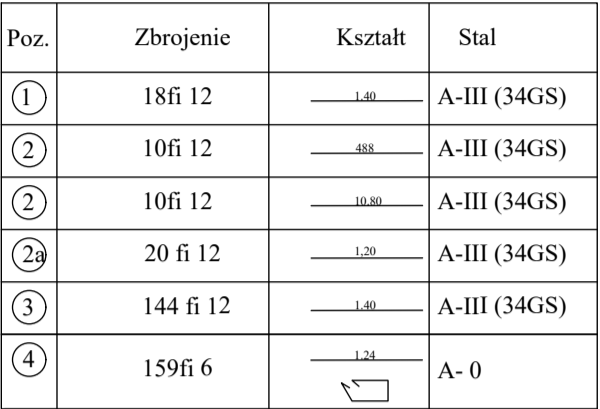 Poz. Zbrojenie Kształt Stal
1 18fi 12 1.40 A-III (34GS)
2 10fi 12 488 A-III (34GS)
2 10fi 12 10.80 A-III (34GS)
2a 20 fi 12 1,20 A-III (34GS)
3 144 fi 12 1.40 A-III (34GS)
4 159fi 6 1.24 A- 0